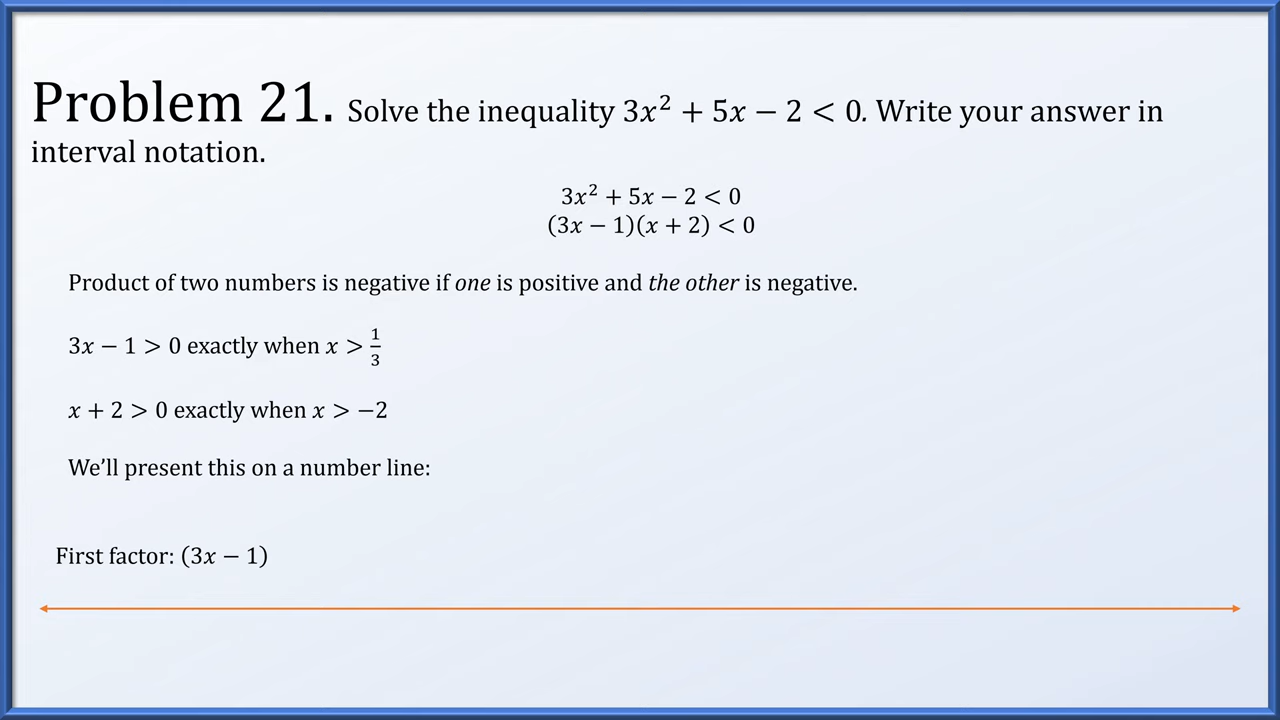 Problem 21. Solve the inequality 3x² + 5x − 2 < 0. Write your answer in
interval notation.
3x² + 5x − 2 < 0
(3x − 1)(x + 2) < 0
Product of two numbers is negative if one is positive and the other is negative.
3x − 1 > 0 exactly when x > 1/3
x + 2 > 0 exactly when x > −2
We’ll present this on a number line:
First factor: (3x − 1)